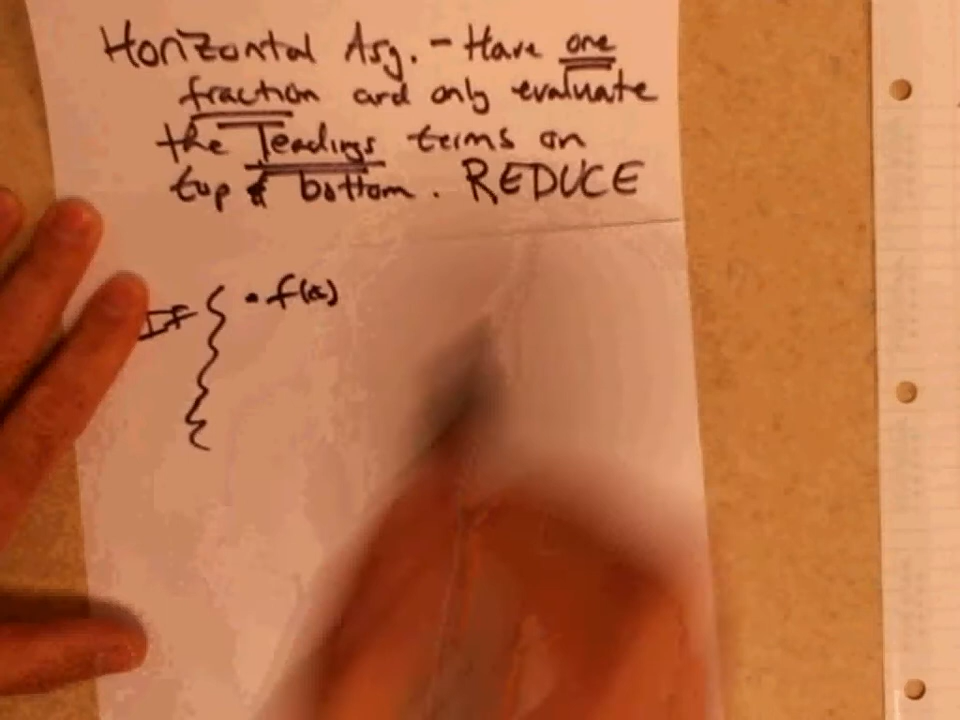 Horizontal Asy. - Have one
fraction and only evaluate
the Leadings terms on
top & bottom. REDUCE
IF
• f(x)